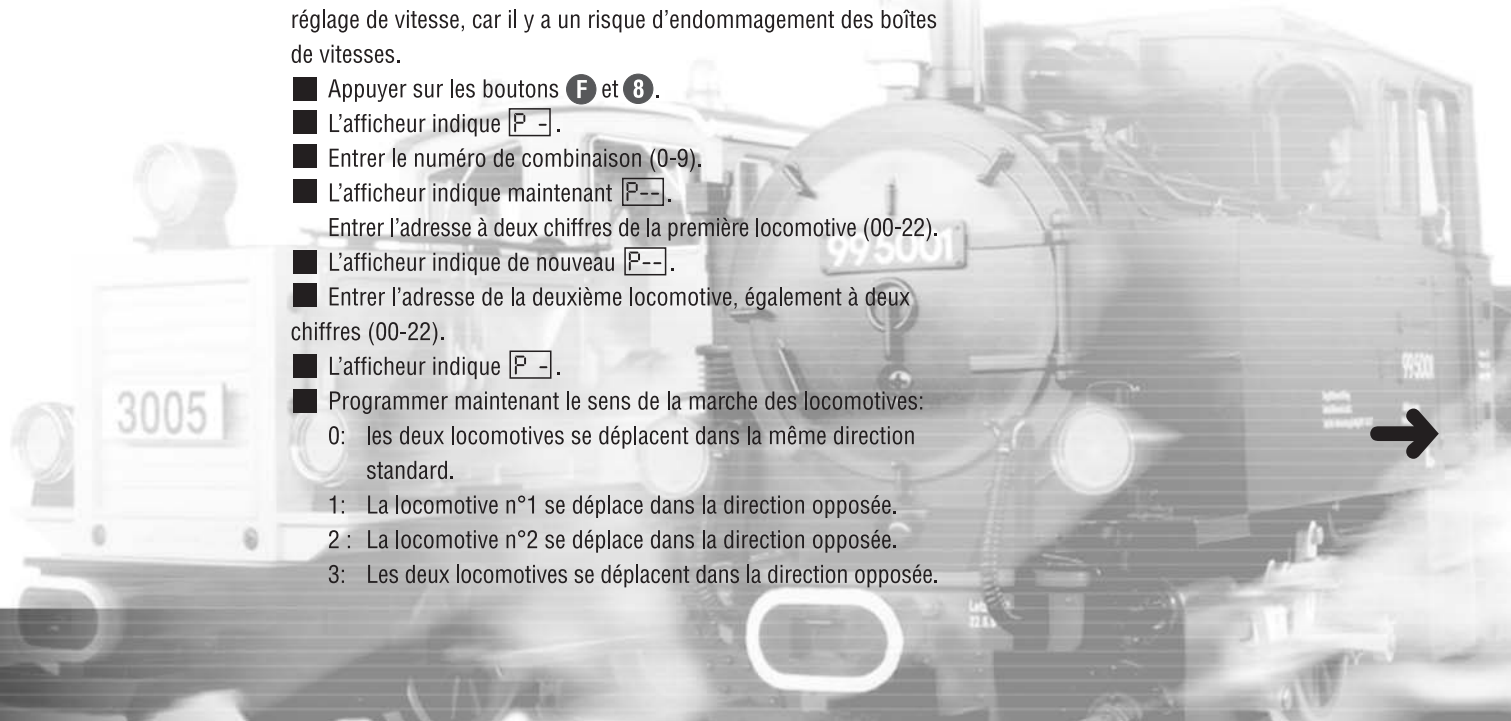 réglage de vitesse, car il y a un risque d'endommagement des boîtes
de vitesses.
Appuyer sur les boutons F et 8.
L'afficheur indique P -.
Entrer le numéro de combinaison (0-9).
L'afficheur indique maintenant P--.
Entrer l'adresse à deux chiffres de la première locomotive (00-22).
L'afficheur indique de nouveau P--.
Entrer l'adresse de la deuxième locomotive, également à deux
chiffres (00-22).
L'afficheur indique P -.
Programmer maintenant le sens de la marche des locomotives:
0: les deux locomotives se déplacent dans la même direction
standard.
1: La locomotive n°1 se déplace dans la direction opposée.
2 : La locomotive n°2 se déplace dans la direction opposée.
3: Les deux locomotives se déplacent dans la direction opposée.
995001
995001
3005